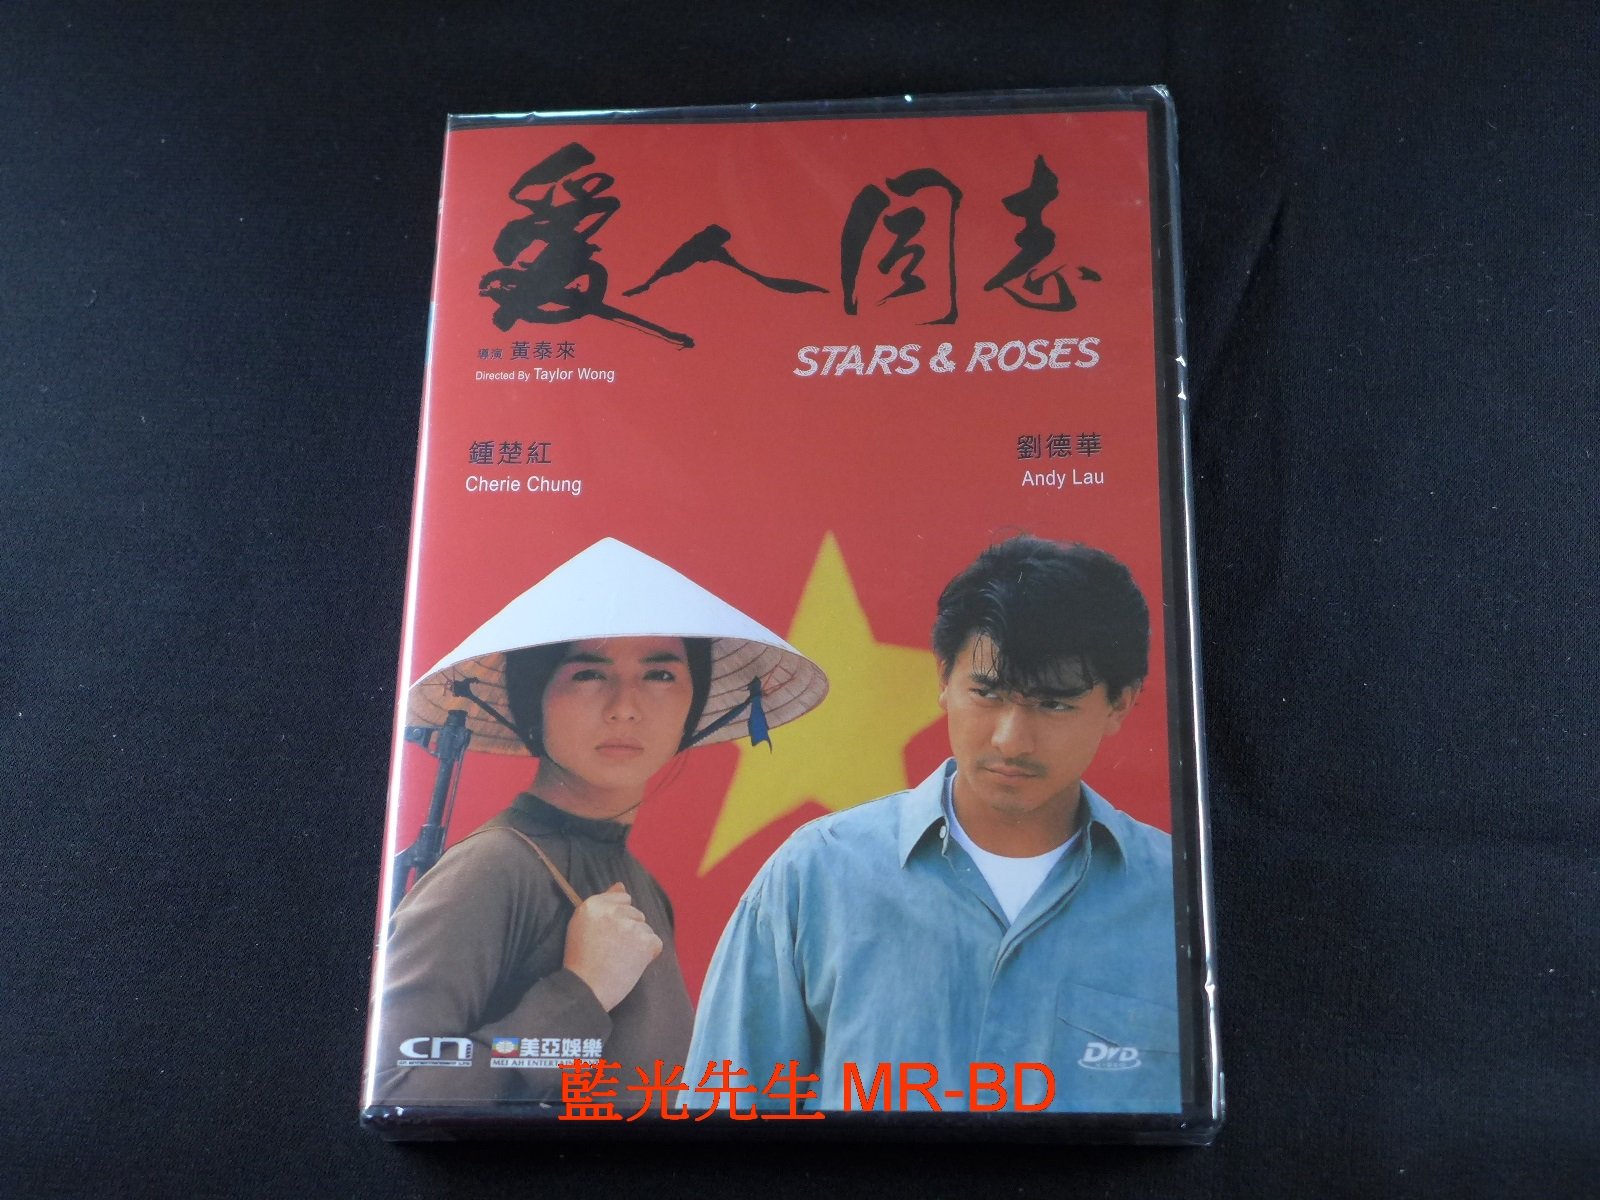 愛人同志
STARS & ROSES
導演 黃泰來
Directed By Taylor Wong
鍾楚紅
Cherie Chung
劉德華
Andy Lau
cn
美亞娛樂
MEI AH ENTERTAINMENT
DVD
VIDEO
藍光先生 MR-BD